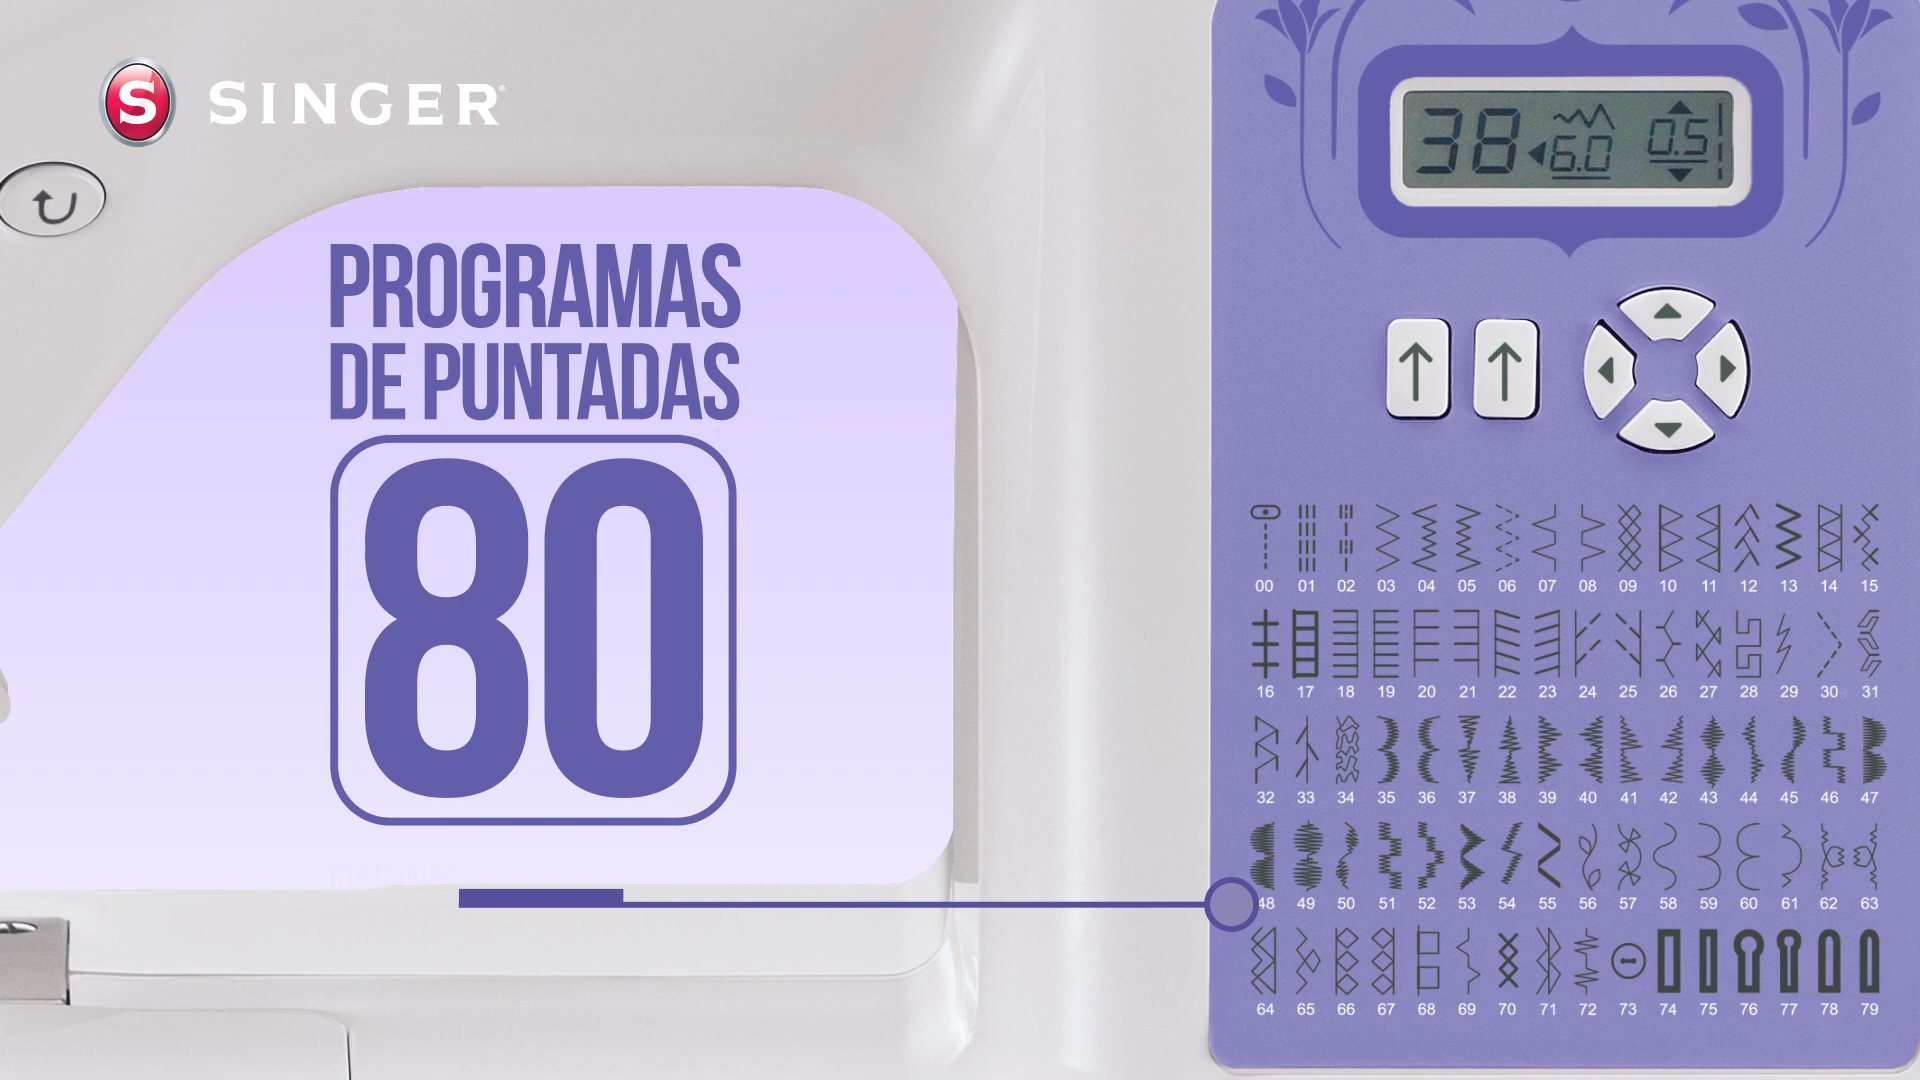 S SINGER®
PROGRAMAS
DE PUNTADAS
80
38 6.0 0.5
00 01 02 03 04 05 06 07 08 09 10 11 12 13 14 15
16 17 18 19 20 21 22 23 24 25 26 27 28 29 30 31
32 33 34 35 36 37 38 39 40 41 42 43 44 45 46 47
48 49 50 51 52 53 54 55 56 57 58 59 60 61 62 63
64 65 66 67 68 69 70 71 72 73 74 75 76 77 78 79